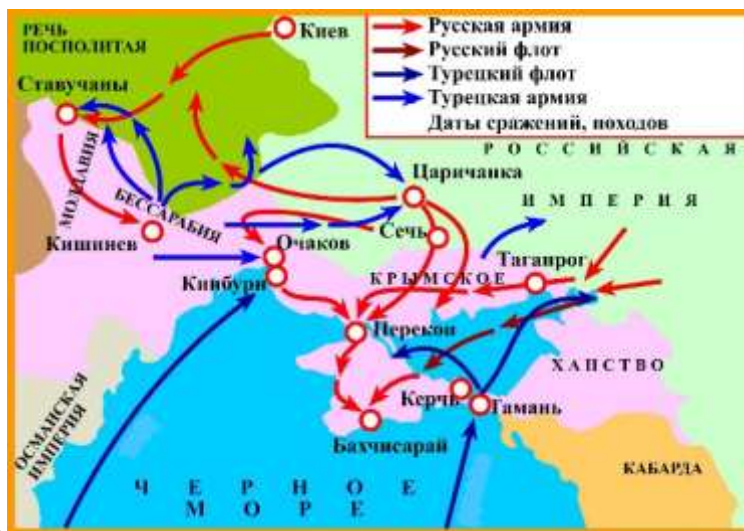 РЕЧЬ
ПОСПОЛИТАЯ
Киев
Русская армия
Русский флот
Турецкий флот
Турецкая армия
Даты сражений, походов
Ставучаны
РОССИЙСКАЯ
ИМПЕРИЯ
МОЛДАВИЯ
БЕССАРАБИЯ
Царичанка
Кишинев
Очаков
Сечь
Таганрог
Кинбурн
КРЫМСКОЕ
Перекоп
ХАНСТВО
Керчь
Тамань
ОСМАНСКАЯ
ИМПЕРИЯ
Бахчисарай
КАБАРДА
ЧЕРНОЕ
МОРЕ